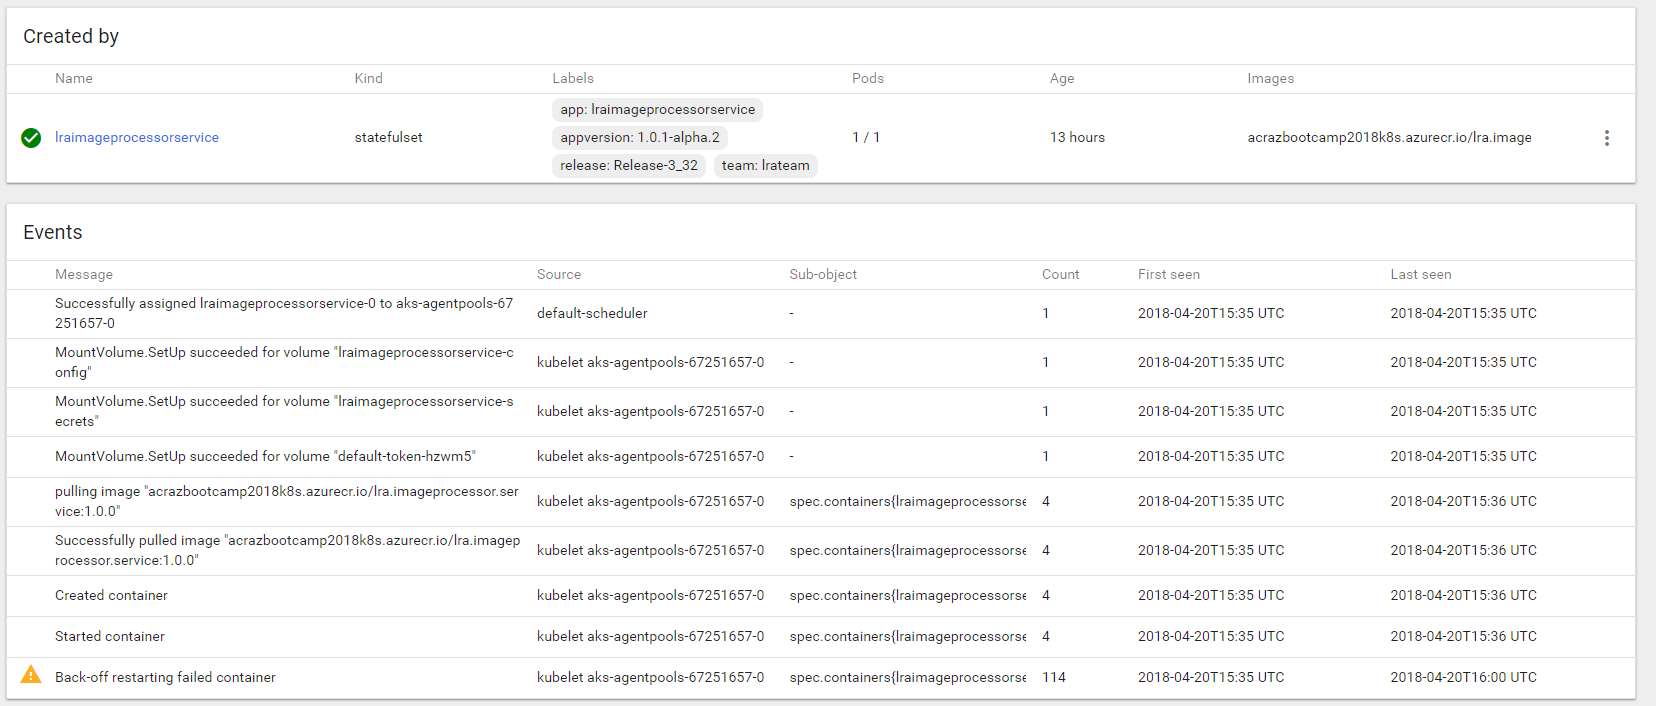 Created by
Name Kind Labels Pods Age Images
app: lraimageprocessorservice
lraimageprocessorservice statefulset appversion: 1.0.1-alpha.2 1 / 1 13 hours acrazbootcamp2018k8s.azurecr.io/lra.image
release: Release-3_32 team: lrateam
Events
Message Source Sub-object Count First seen Last seen
Successfully assigned lraimageprocessorservice-0 to aks-agentpools-67
251657-0
default-scheduler - 1 2018-04-20T15:35 UTC 2018-04-20T15:35 UTC
MountVolume.SetUp succeeded for volume "lraimageprocessorservice-c
onfig"
kubelet aks-agentpools-67251657-0 - 1 2018-04-20T15:35 UTC 2018-04-20T15:35 UTC
MountVolume.SetUp succeeded for volume "lraimageprocessorservice-s
ecrets"
kubelet aks-agentpools-67251657-0 - 1 2018-04-20T15:35 UTC 2018-04-20T15:35 UTC
MountVolume.SetUp succeeded for volume "default-token-hzwm5" kubelet aks-agentpools-67251657-0 - 1 2018-04-20T15:35 UTC 2018-04-20T15:35 UTC
pulling image "acrazbootcamp2018k8s.azurecr.io/lra.imageprocessor.ser
vice:1.0.0"
kubelet aks-agentpools-67251657-0 spec.containers{lraimageprocessorse 4 2018-04-20T15:35 UTC 2018-04-20T15:36 UTC
Successfully pulled image "acrazbootcamp2018k8s.azurecr.io/lra.imagep
rocessor.service:1.0.0"
kubelet aks-agentpools-67251657-0 spec.containers{lraimageprocessorse 4 2018-04-20T15:35 UTC 2018-04-20T15:36 UTC
Created container kubelet aks-agentpools-67251657-0 spec.containers{lraimageprocessorse 4 2018-04-20T15:35 UTC 2018-04-20T15:36 UTC
Started container kubelet aks-agentpools-67251657-0 spec.containers{lraimageprocessorse 4 2018-04-20T15:35 UTC 2018-04-20T15:36 UTC
Back-off restarting failed container kubelet aks-agentpools-67251657-0 spec.containers{lraimageprocessorse 114 2018-04-20T15:35 UTC 2018-04-20T16:00 UTC